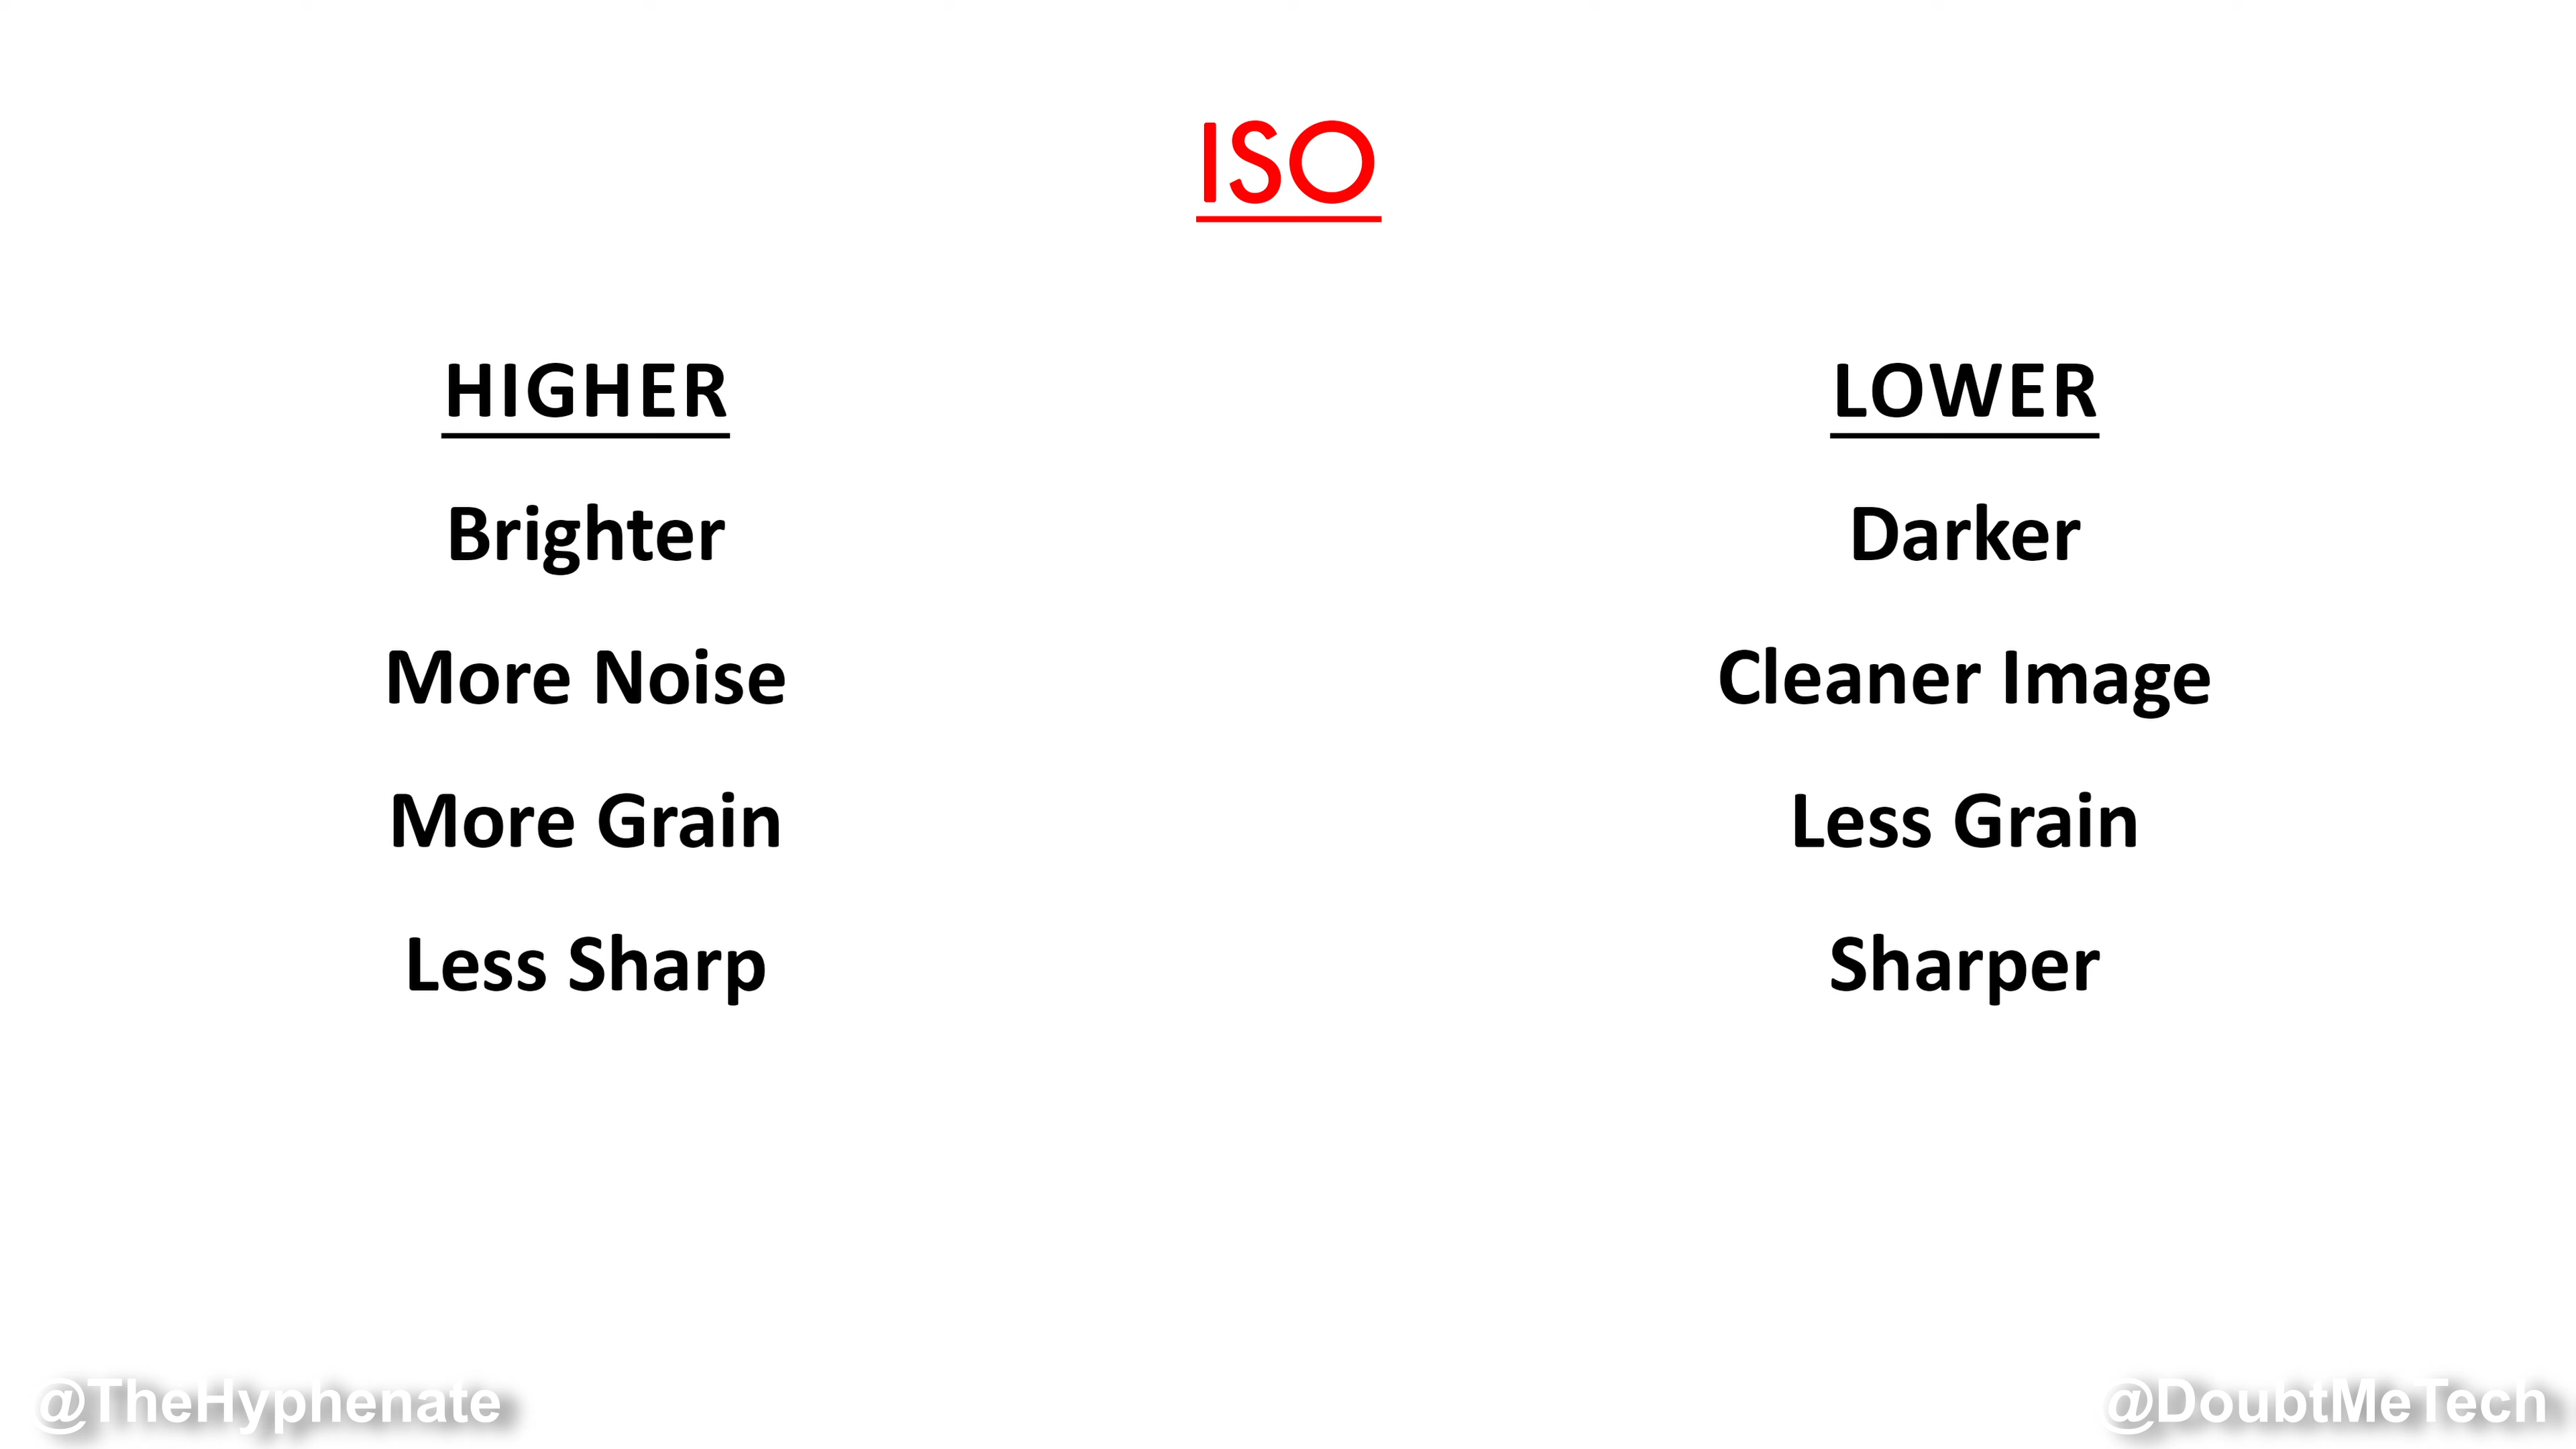 ISO
HIGHER
Brighter
More Noise
More Grain
Less Sharp
LOWER
Darker
Cleaner Image
Less Grain
Sharper
@TheHyphenate
@DoubtMeTech